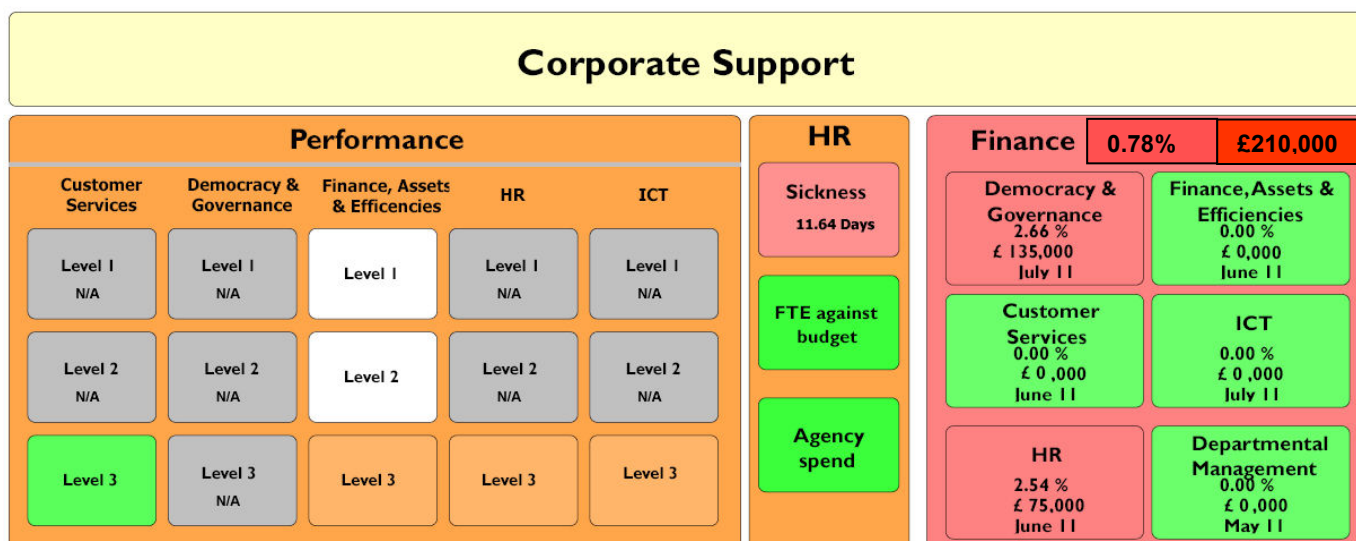 Corporate Support
Performance
Customer
Services
Democracy &
Governance
Finance, Assets
& Efficencies
HR
ICT
Level 1
N/A
Level 1
N/A
Level 1
Level 1
N/A
Level 1
N/A
Level 2
N/A
Level 2
N/A
Level 2
Level 2
N/A
Level 2
N/A
Level 3
Level 3
N/A
Level 3
Level 3
Level 3
HR
Sickness
11.64 Days
FTE against
budget
Agency
spend
Finance 0.78% £210,000
Democracy &
Governance
2.66 %
£ 135,000
July 11
Finance, Assets &
Efficiencies
0.00 %
£ 0,000
June 11
Customer
Services
0.00 %
£ 0 ,000
June 11
ICT
0.00 %
£ 0 ,000
July 11
HR
2.54 %
£ 75,000
June 11
Departmental
Management
0.00 %
£ 0 ,000
May 11